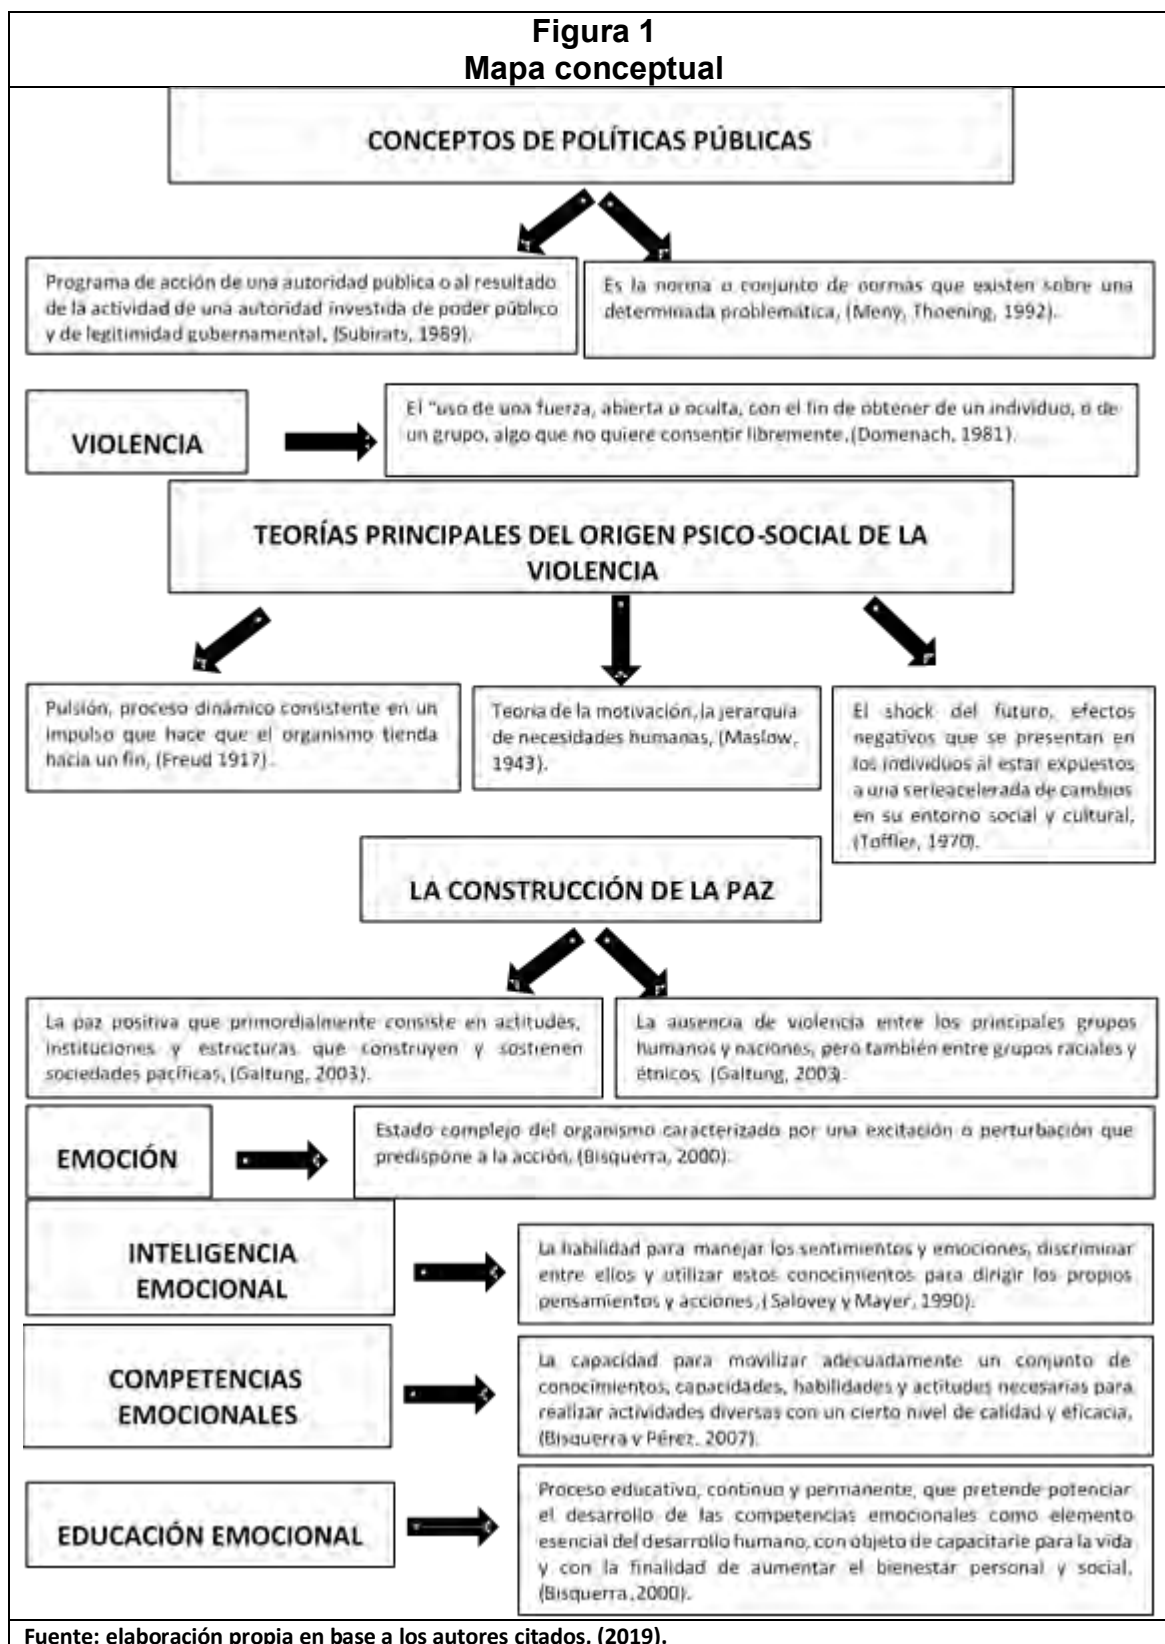 Figura 1
Mapa conceptual
CONCEPTOS DE POLÍTICAS PÚBLICAS
Programa de acción de una autoridad pública o al resultado
de la actividad de una autoridad investida de poder público
y de legitimidad gubernamental, (Subirats, 1989).
Es la norma o conjunto de normas que existen sobre una
determinada problemática, (Meny, Thoening, 1992).
VIOLENCIA
El "uso de una fuerza, abierta o oculta, con el fin de obtener de un individuo, o de
un grupo, algo que no quiere consentir libremente,(Domenach, 1981).
TEORÍAS PRINCIPALES DEL ORIGEN PSICO-SOCIAL DE LA
VIOLENCIA
Pulsión, proceso dinámico consistente en un
impulso que hace que el organismo tienda
hacia un fin, (Freud 1917).
Teoría de la motivación, la jerarquía
de necesidades humanas, (Maslow,
1943).
El shock del futuro, efectos
negativos que se presentan en
los individuos al estar expuestos
a una serieacelerada de cambios
en su entorno social y cultural,
(Toffler, 1970).
LA CONSTRUCCIÓN DE LA PAZ
La paz positiva que primordialmente consiste en actitudes,
instituciones y estructuras que construyen y sostienen
sociedades pacíficas, (Galtung, 2003).
La ausencia de violencia entre los principales grupos
humanos y naciones, pero también entre grupos raciales y
étnicos, (Galtung, 2003).
EMOCIÓN
Estado complejo del organismo caracterizado por una excitación o perturbación que
predispone a la acción, (Bisquerra, 2000).
INTELIGENCIA
EMOCIONAL
La habilidad para manejar los sentimientos y emociones, discriminar
entre ellos y utilizar estos conocimientos para dirigir los propios
pensamientos y acciones,( Salovey y Mayer, 1990).
COMPETENCIAS
EMOCIONALES
La capacidad para movilizar adecuadamente un conjunto de
conocimientos, capacidades, habilidades y actitudes necesarias para
realizar actividades diversas con un cierto nivel de calidad y eficacia,
(Bisquerra y Pérez, 2007).
EDUCACIÓN EMOCIONAL
Proceso educativo, continuo y permanente, que pretende potenciar
el desarrollo de las competencias emocionales como elemento
esencial del desarrollo humano, con objeto de capacitarle para la vida
y con la finalidad de aumentar el bienestar personal y social,
(Bisquerra ,2000).
Fuente: elaboración propia en base a los autores citados. (2019).